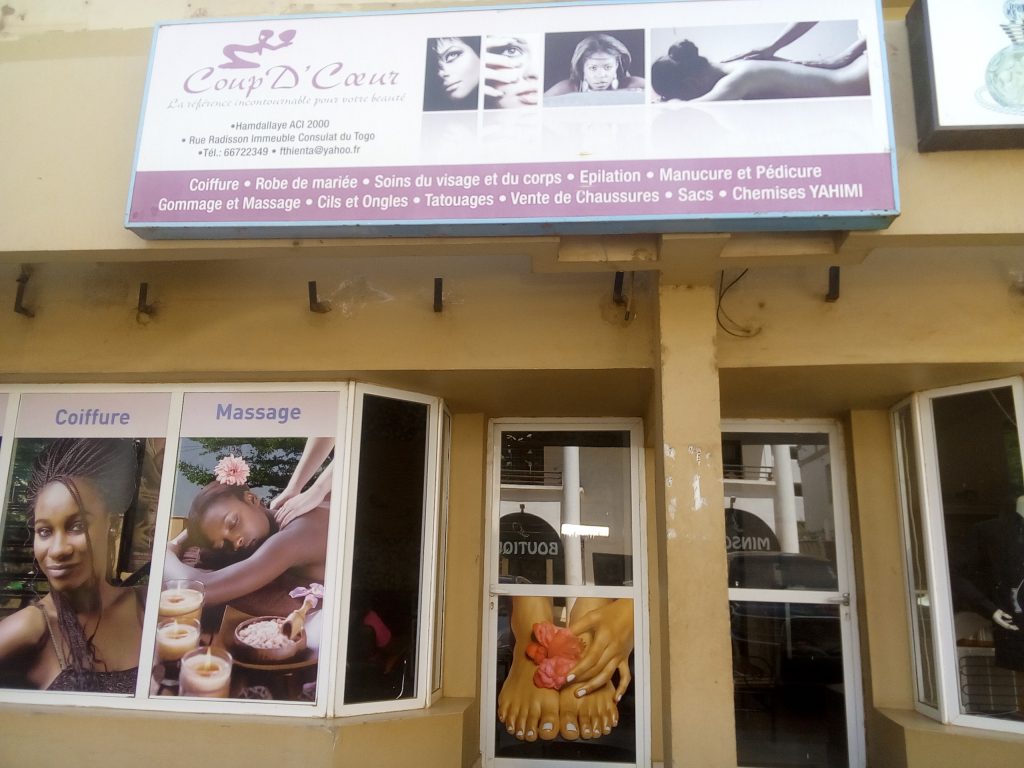 Coup D' Cœur
La référence incontournable pour votre beauté
•Hamdallaye ACI 2000
• Rue Radisson Immeuble Consulat du Togo
•Tél.: 66722349 • fthienta@yahoo.fr
Coiffure • Robe de mariée • Soins du visage et du corps • Epilation • Manucure et Pédicure
Gommage et Massage • Cils et Ongles • Tatouages • Vente de Chaussures • Sacs • Chemises YAHIMI
Coiffure
Massage
BOUTIQU
MINSO